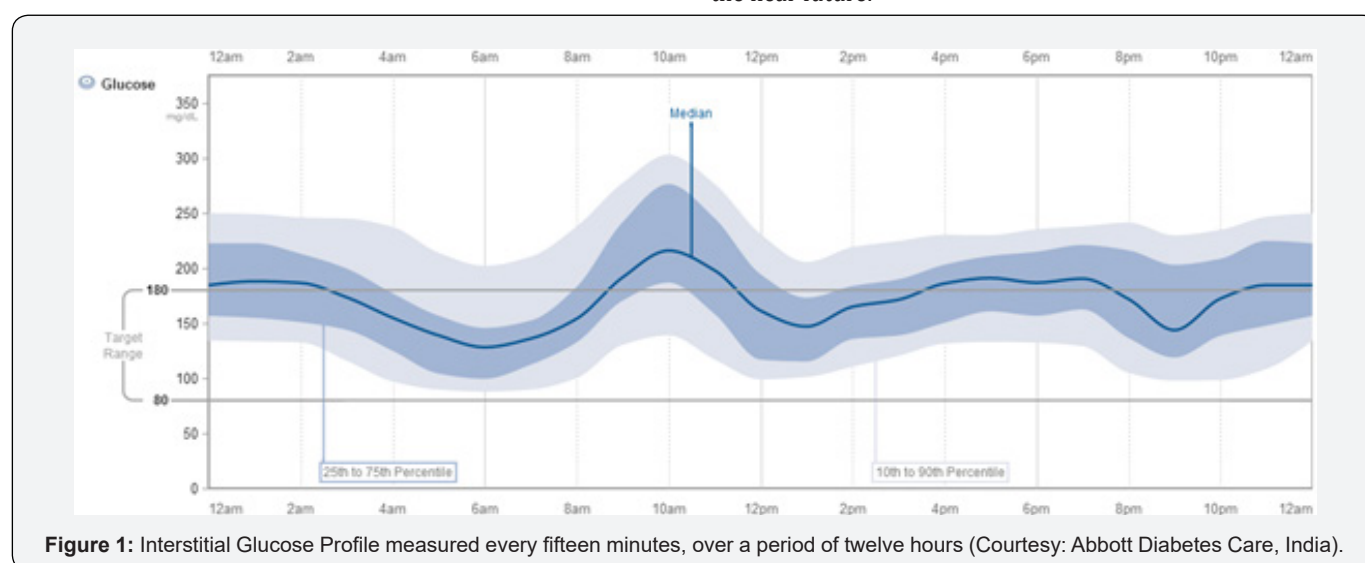 the near future.
12am 2am 4am 6am 8am 10am 12pm 2pm 4pm 6pm 8pm 10pm 12am
Glucose
350
mg/dL
Median
300
250
200
180
150
Target
Range
100
80
50
25th to 75th Percentile
10th to 90th Percentile
0
12am 2am 4am 6am 8am 10am 12pm 2pm 4pm 6pm 8pm 10pm 12am
Figure 1: Interstitial Glucose Profile measured every fifteen minutes, over a period of twelve hours (Courtesy: Abbott Diabetes Care, India).